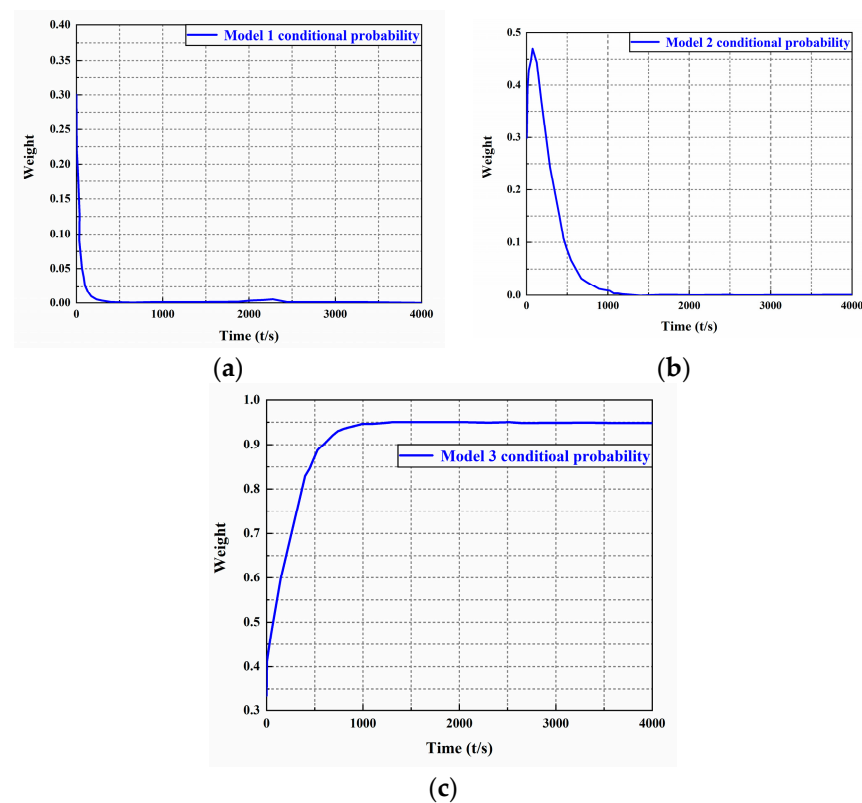 Model 1 conditional probability
0.40
0.35
0.30
0.25
0.20
0.15
0.10
0.05
0.00
Weight
0 1000 2000 3000 4000
Time (t/s)
(a)
Model 2 conditional probability
0.5
0.4
0.3
0.2
0.1
0.0
Weight
0 1000 2000 3000 4000
Time (t/s)
(b)
1.0
0.9
0.8
0.7
0.6
0.5
0.4
0.3
Weight
Model 3 conditioal probability
0 1000 2000 3000 4000
Time (t/s)
(c)